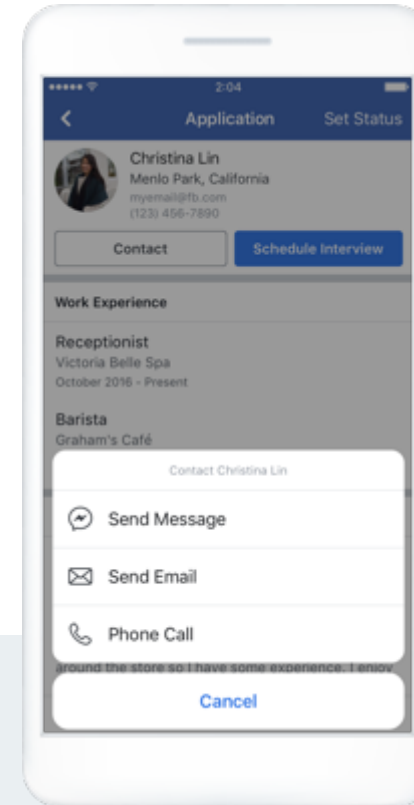 2:04
Application Set Status
Christina Lin
Menlo Park, California
myemail@fb.com
(123) 456-7890
Contact Schedule Interview
Work Experience
Receptionist
Victoria Belle Spa
October 2016 - Present
Barista
Graham's Café
Contact Christina Lin
Send Message
Send Email
Phone Call
around the store so I have some experience. I enjoy
Cancel